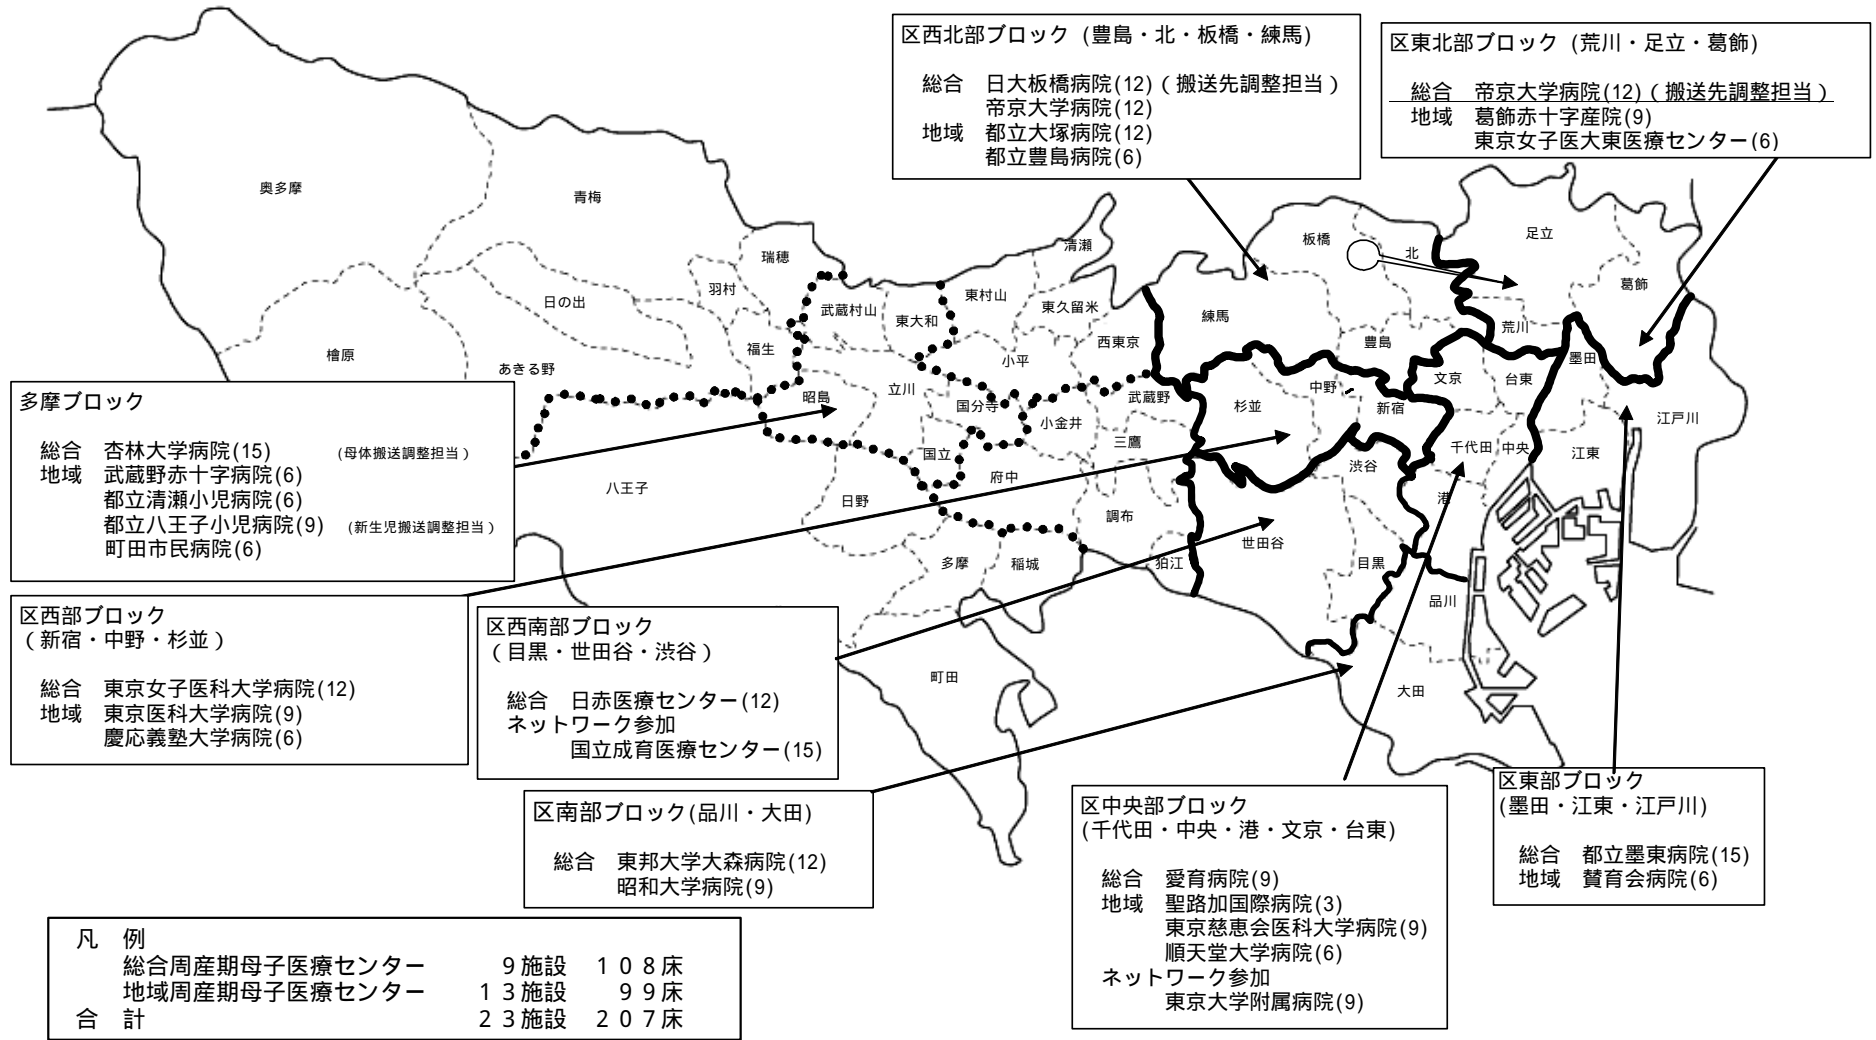 区西北部ブロック (豊島・北・板橋・練馬)
総合 日大板橋病院(12)（搬送先調整担当）
帝京大学病院(12)
地域 都立大塚病院(12)
都立豊島病院(6)
区東北部ブロック (荒川・足立・葛飾)
総合 帝京大学病院(12)（搬送先調整担当）
地域 葛飾赤十字産院(9)
東京女子医大東医療センター(6)
奥多摩
青梅
瑞穂
清瀬
板橋
北
足立
葛飾
日の出
羽村
武蔵村山
東大和
東村山
東久留米
練馬
荒川
檜原
あきる野
福生
小平
西東京
豊島
墨田
昭島
立川
国分寺
小金井
武蔵野
杉並
中野
新宿
文京
台東
江戸川
三鷹
国立
府中
渋谷
千代田
中央
江東
八王子
日野
調布
港
世田谷
多摩
稲城
狛江
目黒
品川
町田
大田
多摩ブロック
総合 杏林大学病院(15) (母体搬送調整担当)
地域 武蔵野赤十字病院(6)
都立清瀬小児病院(6)
都立八王子小児病院(9) (新生児搬送調整担当)
町田市民病院(6)
区西部ブロック
（新宿・中野・杉並）
総合 東京女子医科大学病院(12)
地域 東京医科大学病院(9)
慶応義塾大学病院(6)
区西南部ブロック
（目黒・世田谷・渋谷）
総合 日赤医療センター(12)
ネットワーク参加
国立成育医療センター(15)
区南部ブロック(品川・大田)
総合 東邦大学大森病院(12)
昭和大学病院(9)
区中央部ブロック
(千代田・中央・港・文京・台東)
総合 愛育病院(9)
地域 聖路加国際病院(3)
東京慈恵会医科大学病院(9)
順天堂大学病院(6)
ネットワーク参加
東京大学附属病院(9)
区東部ブロック
(墨田・江東・江戸川)
総合 都立墨東病院(15)
地域 賛育会病院(6)
凡 例
総合周産期母子医療センター ９施設 １０８床
地域周産期母子医療センター １３施設 ９９床
合 計 ２３施設 ２０７床